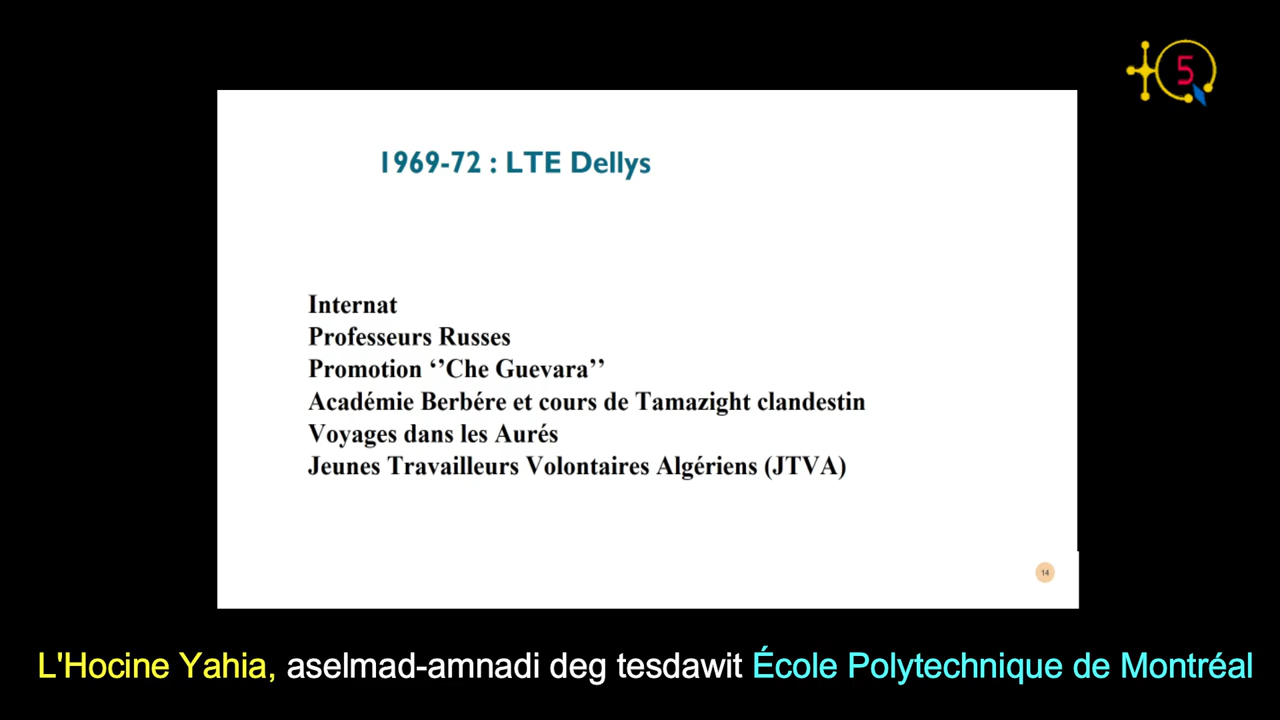 5
1969-72 : LTE Dellys
Internat
Professeurs Russes
Promotion ‘’Che Guevara’’
Académie Berbére et cours de Tamazight clandestin
Voyages dans les Aurés
Jeunes Travailleurs Volontaires Algériens (JTVA)
14
L'Hocine Yahia, aselmad-amnadi deg tesdawit École Polytechnique de Montréal